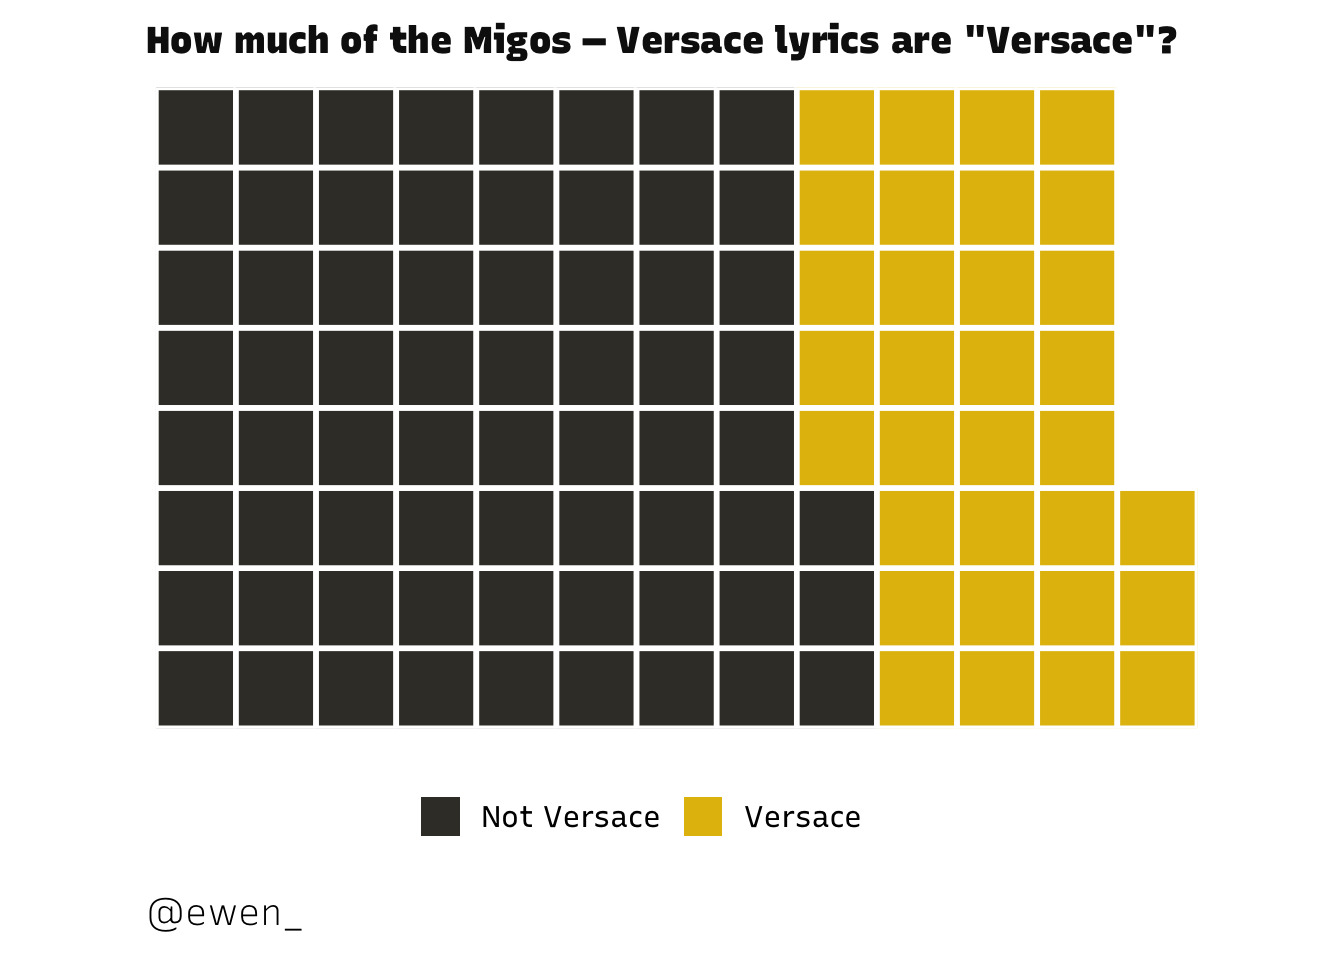 How much of the Migos – Versace lyrics are "Versace"?
Not Versace
Versace
@ewen_